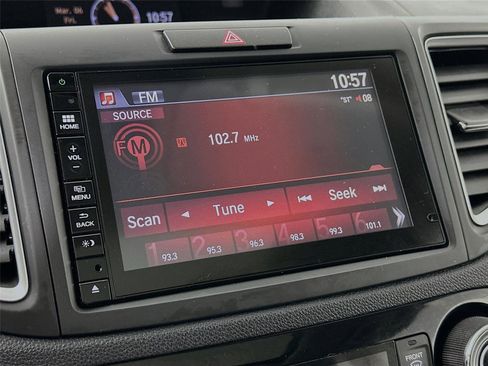 Mar. 06
Fri.
10:57
10:57
FM
"ST" 08
SOURCE
FM
102.7 MHz
HOME
+
VOL
-
MENU
BACK
Scan
Tune
Seek
1 2 3 4 5 6
93.3 95.3 96.3 98.3 99.3 101.1
FRONT